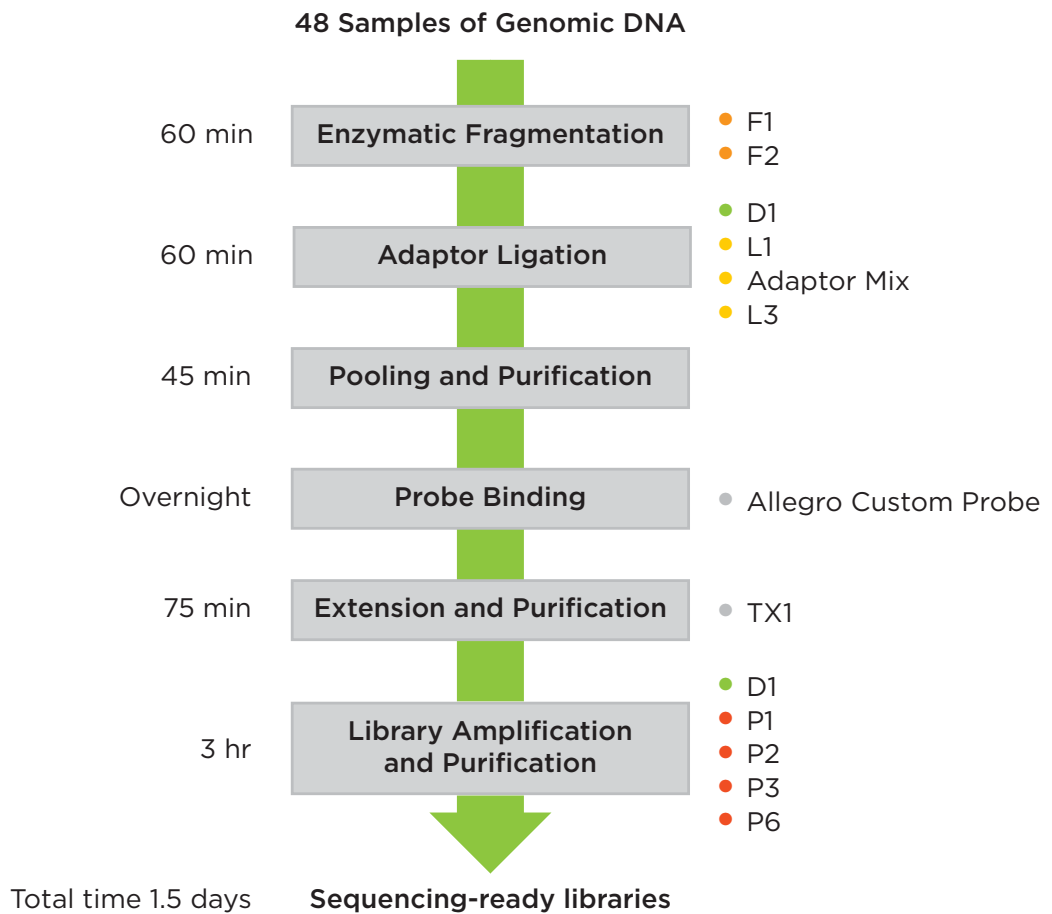 48 Samples of Genomic DNA
60 min
Enzymatic Fragmentation
F1
F2
60 min
Adaptor Ligation
D1
L1
Adaptor Mix
L3
45 min
Pooling and Purification
Overnight
Probe Binding
Allegro Custom Probe
75 min
Extension and Purification
TX1
3 hr
Library Amplification
and Purification
D1
P1
P2
P3
P6
Total time 1.5 days
Sequencing-ready libraries